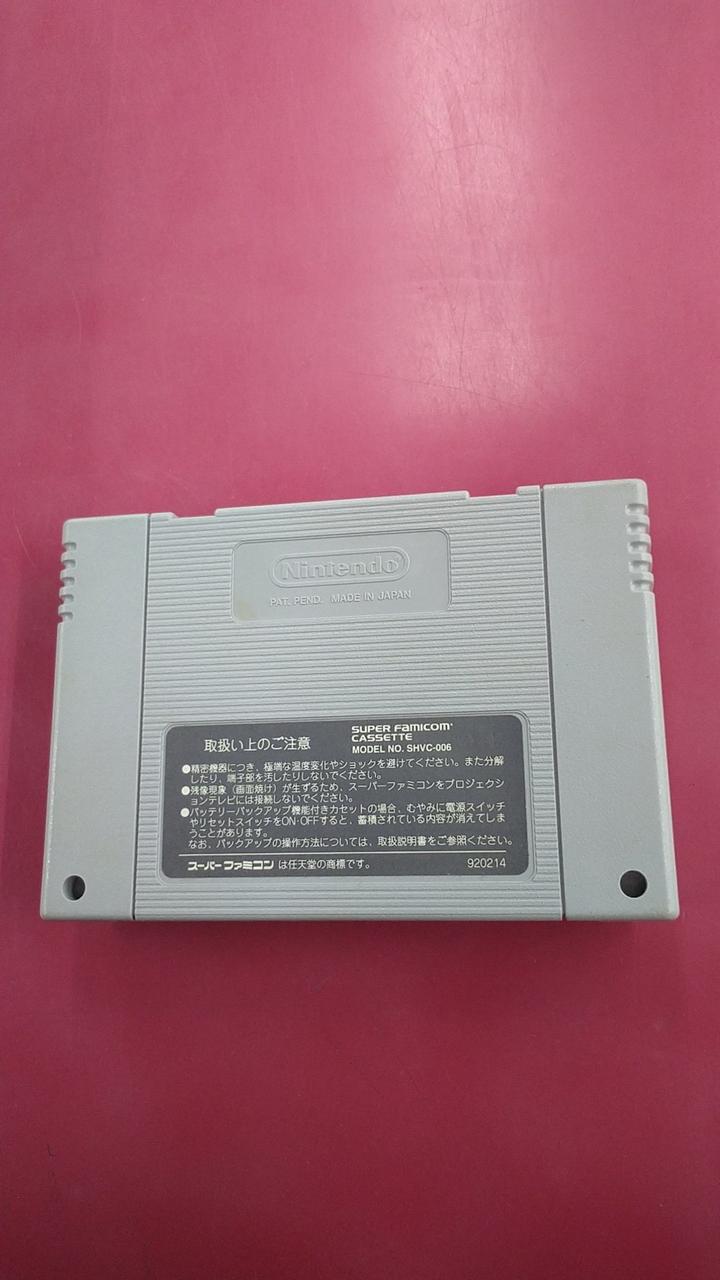 Nintendo
PAT. PEND. MADE IN JAPAN
取扱い上のご注意
SUPER FAMICOM
CASSETTE
MODEL NO. SHVC-006
●精密機器につき、極端な温度変化やショックを避けてください。また分解
したり、端子部を汚したりしないでください。
●残像現象（画面焼け）が生ずるため、スーパーファミコンをプロジェクシ
ョンテレビには接続しないでください。
●バッテリーバックアップ機能付きカセットの場合、むやみに電源スイッチ
やリセットスイッチをON・OFFすると、蓄積されている内容が消えてしま
うことがあります。
なお、バックアップの操作方法については、取扱説明書をご参照ください。
スーパーファミコン は任天堂の商標です。 920214